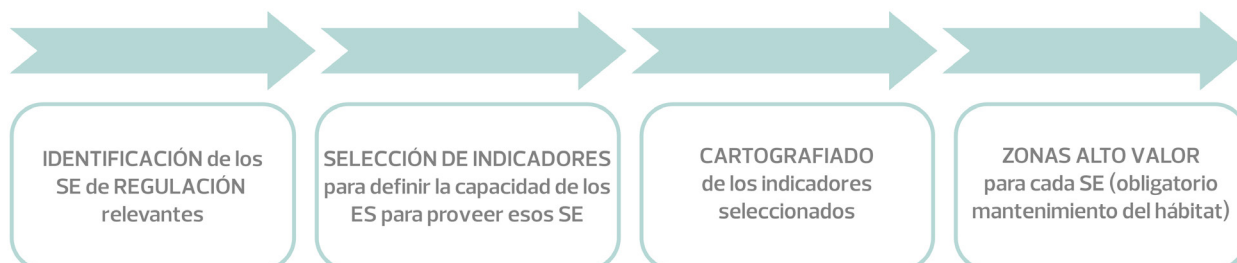 IDENTIFICACIÓN de los
SE de REGULACIÓN
relevantes
SELECCIÓN DE INDICADORES
para definir la capacidad de los
ES para proveer esos SE
CARTOGRAFIADO
de los indicadores
seleccionados
ZONAS ALTO VALOR
para cada SE (obligatorio
mantenimiento del hábitat)